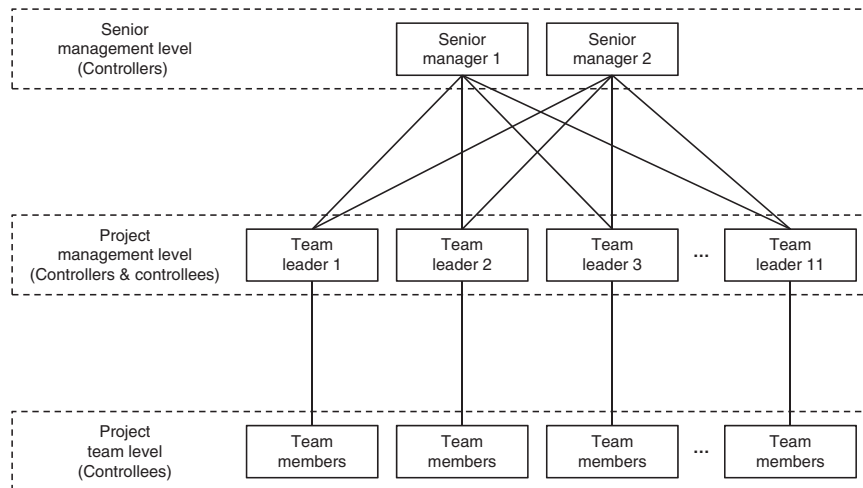 Senior
management level
(Controllers)
Senior
manager 1
Senior
manager 2
Project
management level
(Controllers & controllees)
Team
leader 1
Team
leader 2
Team
leader 3
...
Team
leader 11
Project
team level
(Controllees)
Team
members
Team
members
Team
members
...
Team
members